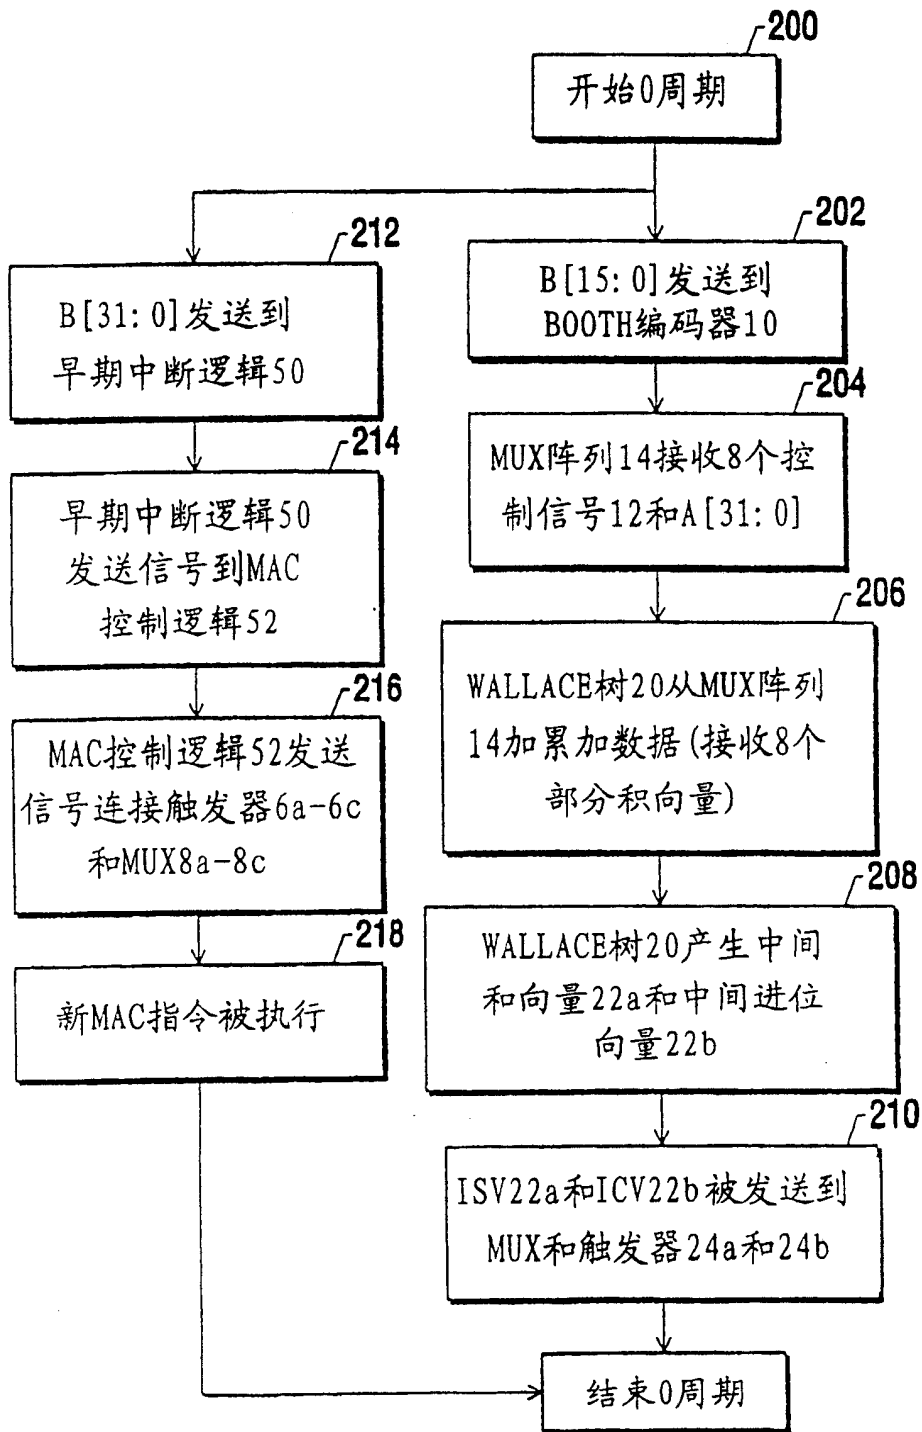 200
开始0周期
212
B[31:0]发送到
早期中断逻辑50
214
早期中断逻辑50
发送信号到MAC
控制逻辑52
216
MAC控制逻辑52发送
信号连接触发器6a-6c
和MUX8a-8c
218
新MAC指令被执行
202
B[15:0]发送到
BOOTH编码器10
204
MUX阵列14接收8个控
制信号12和A[31:0]
206
WALLACE树20从MUX阵列
14加累加数据(接收8个
部分积向量)
208
WALLACE树20产生中间
和向量22a和中间进位
向量22b
210
ISV22a和ICV22b被发送到
MUX和触发器24a和24b
结束0周期